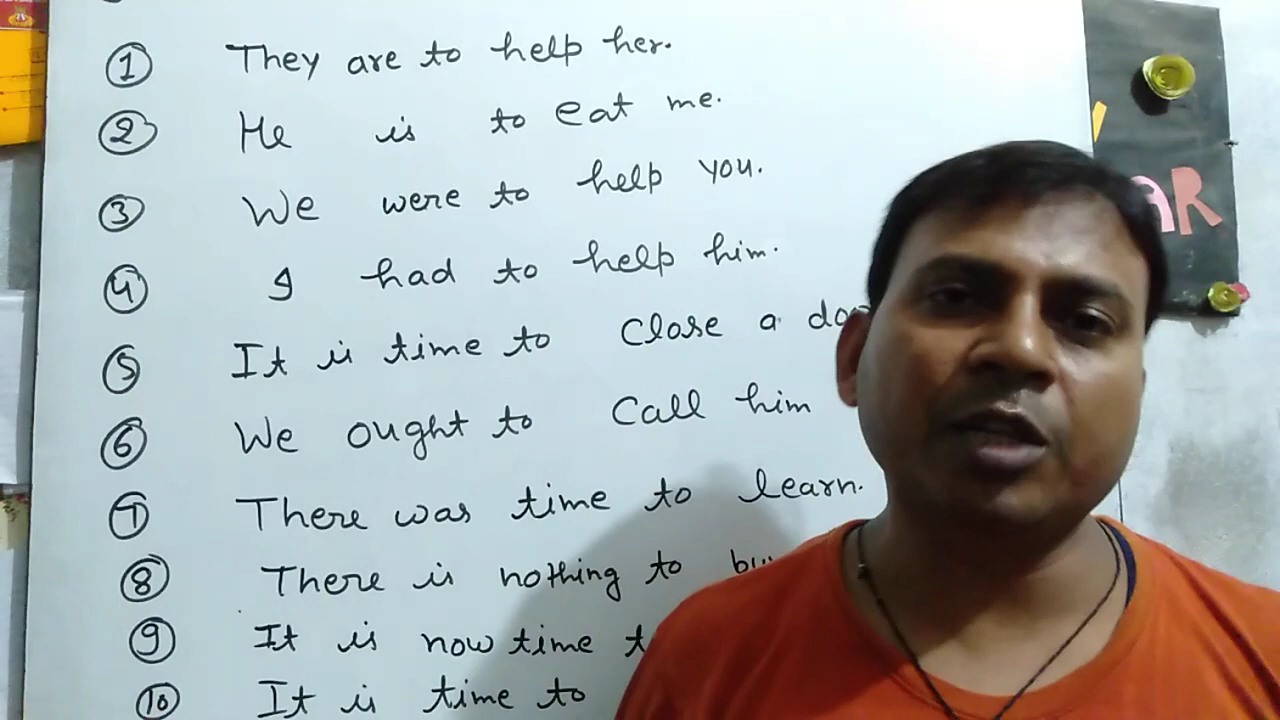 ① They are to help her.
② He is to eat me.
③ We were to help you.
④ I had to help him.
⑤ It is time to close a
⑥ We ought to call him
⑦ There was time to learn.
⑧ There is nothing to
⑨ It is now time
⑩ It is time to
AR